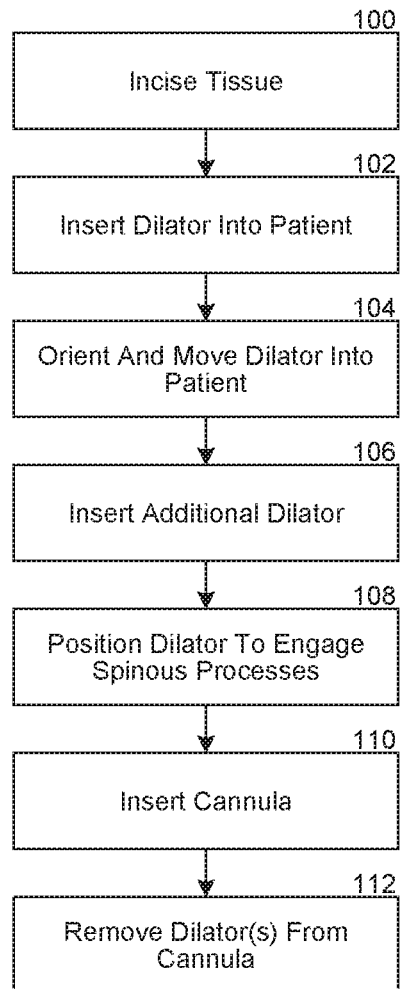 100
Incise Tissue
102
Insert Dilator Into Patient
104
Orient And Move Dilator Into
Patient
106
Insert Additional Dilator
108
Position Dilator To Engage
Spinous Processes
110
Insert Cannula
112
Remove Dilator(s) From
Cannula